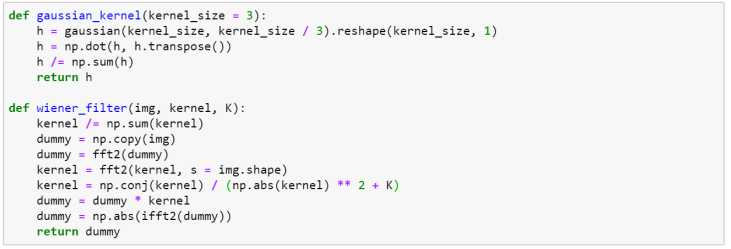 def gaussian_kernel(kernel_size = 3):
    h = gaussian(kernel_size, kernel_size / 3).reshape(kernel_size, 1)
    h = np.dot(h, h.transpose())
    h /= np.sum(h)
    return h

def wiener_filter(img, kernel, K):
    kernel /= np.sum(kernel)
    dummy = np.copy(img)
    dummy = fft2(dummy)
    kernel = fft2(kernel, s = img.shape)
    kernel = np.conj(kernel) / (np.abs(kernel) ** 2 + K)
    dummy = dummy * kernel
    dummy = np.abs(ifft2(dummy))
    return dummy